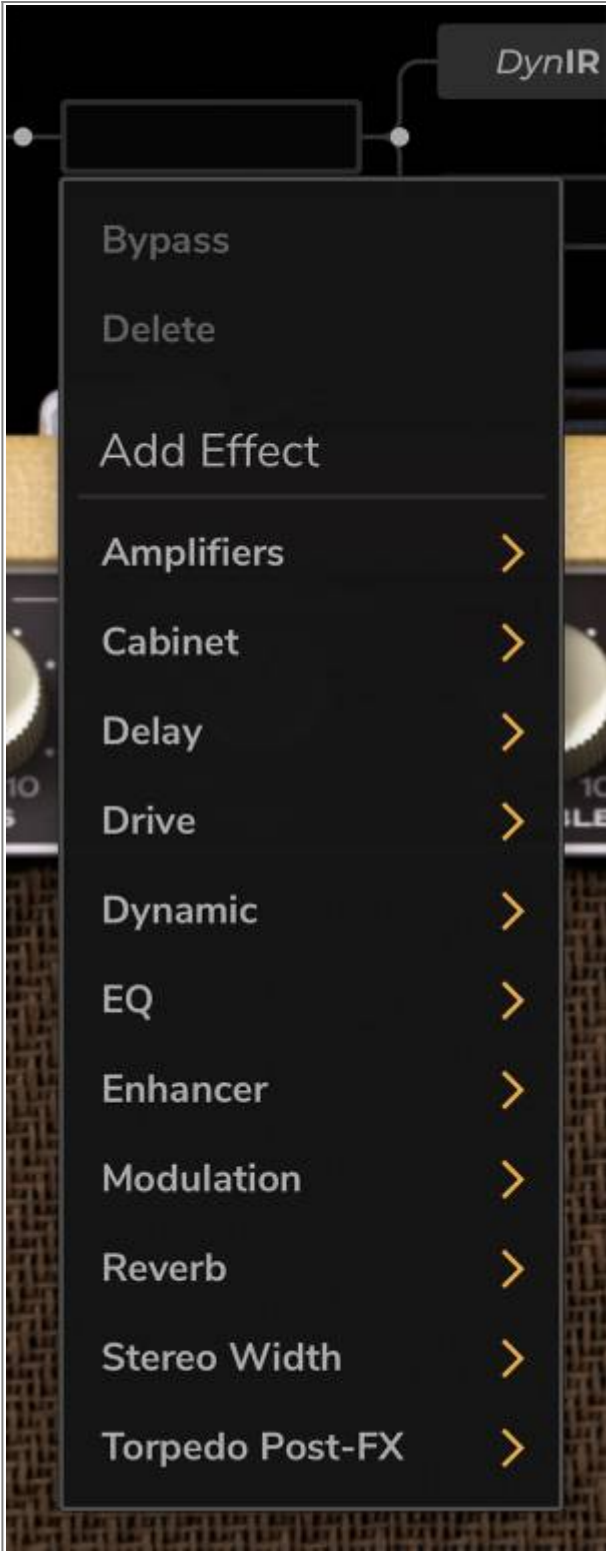 DynIR
Bypass
Delete
Add Effect
Amplifiers
Cabinet
Delay
Drive
Dynamic
EQ
Enhancer
Modulation
Reverb
Stereo Width
Torpedo Post-FX
10